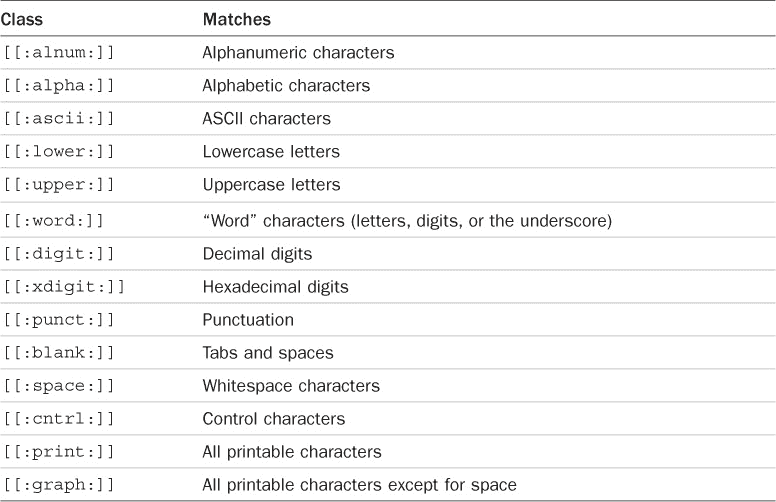 Class Matches
[[:alnum:]] Alphanumeric characters
[[:alpha:]] Alphabetic characters
[[:ascii:]] ASCII characters
[[:lower:]] Lowercase letters
[[:upper:]] Uppercase letters
[[:word:]] “Word” characters (letters, digits, or the underscore)
[[:digit:]] Decimal digits
[[:xdigit:]] Hexadecimal digits
[[:punct:]] Punctuation
[[:blank:]] Tabs and spaces
[[:space:]] Whitespace characters
[[:cntrl:]] Control characters
[[:print:]] All printable characters
[[:graph:]] All printable characters except for space